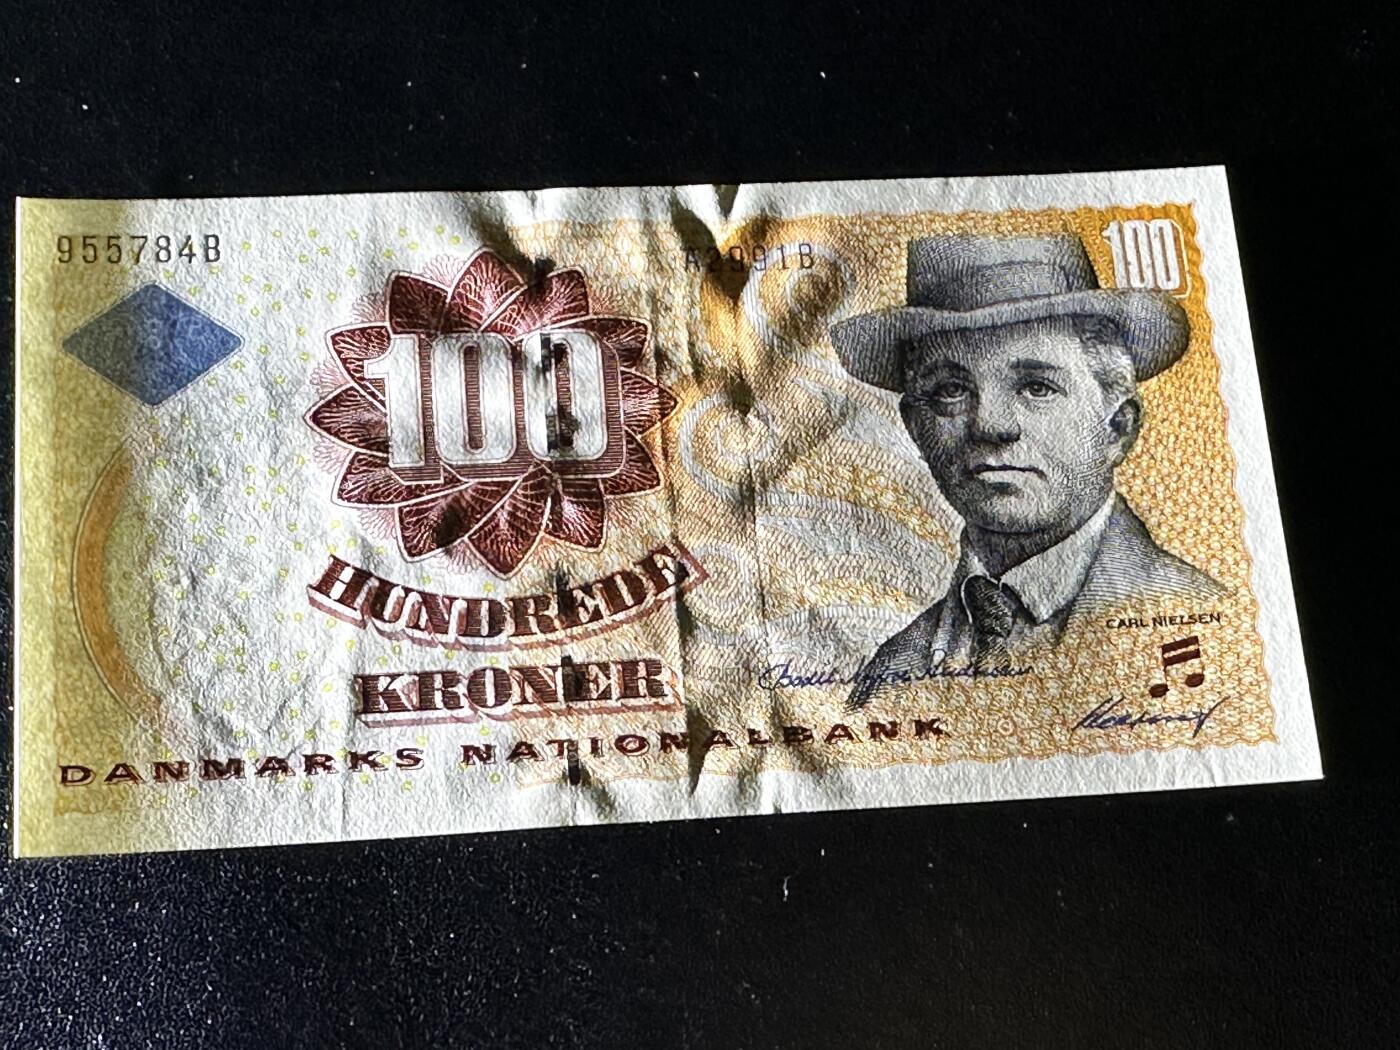 955784B
A2991B
100
100
HUNDREDE
KRONER
CARL NIELSEN
DANMARKS NATIONALBANK